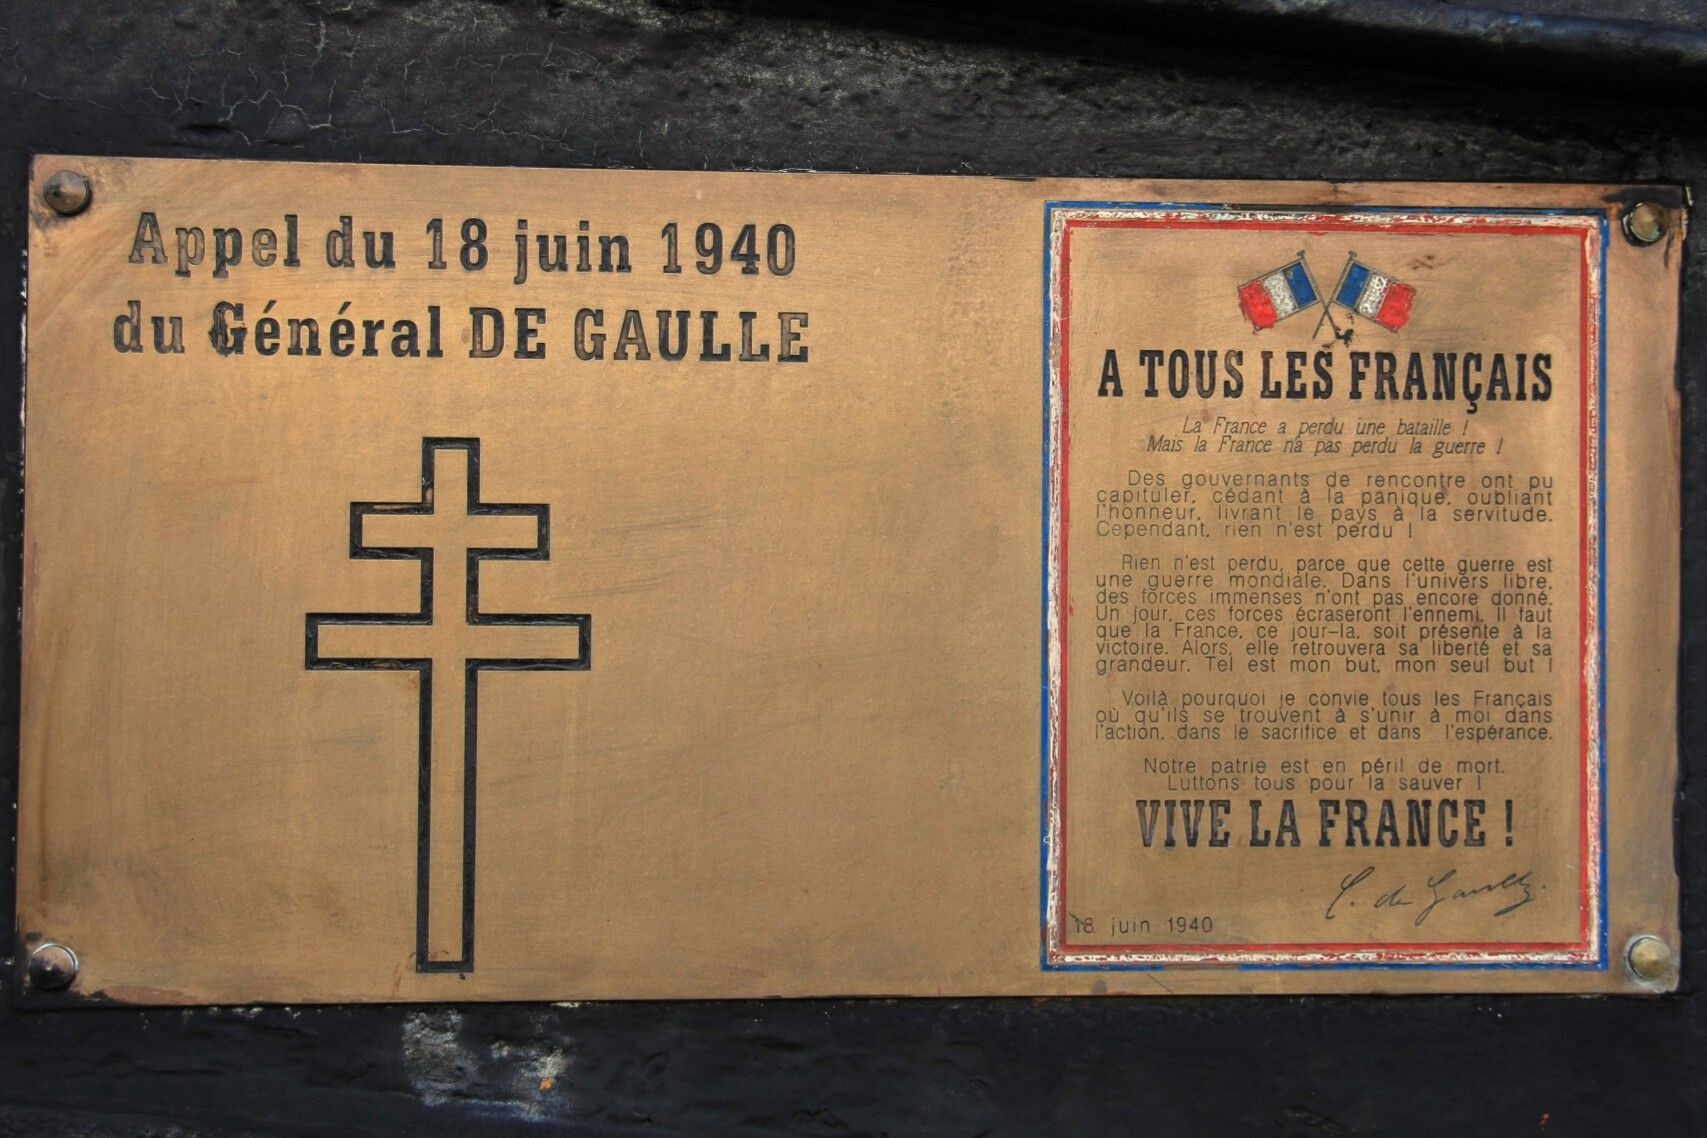 Appel du 18 juin 1940
du Général DE GAULLE
A TOUS LES FRANÇAIS
La France a perdu une bataille !
Mais la France nà pas perdu la guerre !
Des gouvernants de rencontre ont pu
capituler, cédant à la panique, oubliant
l'honneur, livrant le pays à la servitude.
Cependant, rien n'est perdu !
Rien n'est perdu, parce que cette guerre est
une guerre mondiale. Dans l'univers libre,
des forces immenses n'ont pas encore donné.
Un jour, ces forces écraseront l'ennemi. Il faut
que la France, ce jour-la, soit présente à la
victoire. Alors, elle retrouvera sa liberté et sa
grandeur. Tel est mon but, mon seul but !
Voilà pourquoi je convie tous les Français
où qu'ils se trouvent à s'unir à moi dans
l'action, dans le sacrifice et dans l'espérance.
Notre patrie est en péril de mort.
Luttons tous pour la sauver !
VIVE LA FRANCE !
C. de Gaulle.
18 juin 1940